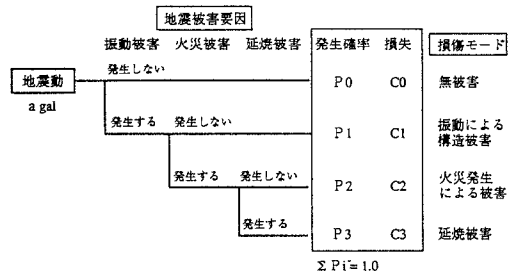 地震被害要因
振動被害 火災被害 延焼被害 発生確率 損失 損傷モード
発生しない
地震動 P0 C0 無被害
a gal
発生する 発生しない P1 C1 振動による
構造被害
発生する 発生しない P2 C2 火災発生
による被害
発生する P3 C3 延焼被害
Σ Pi = 1.0